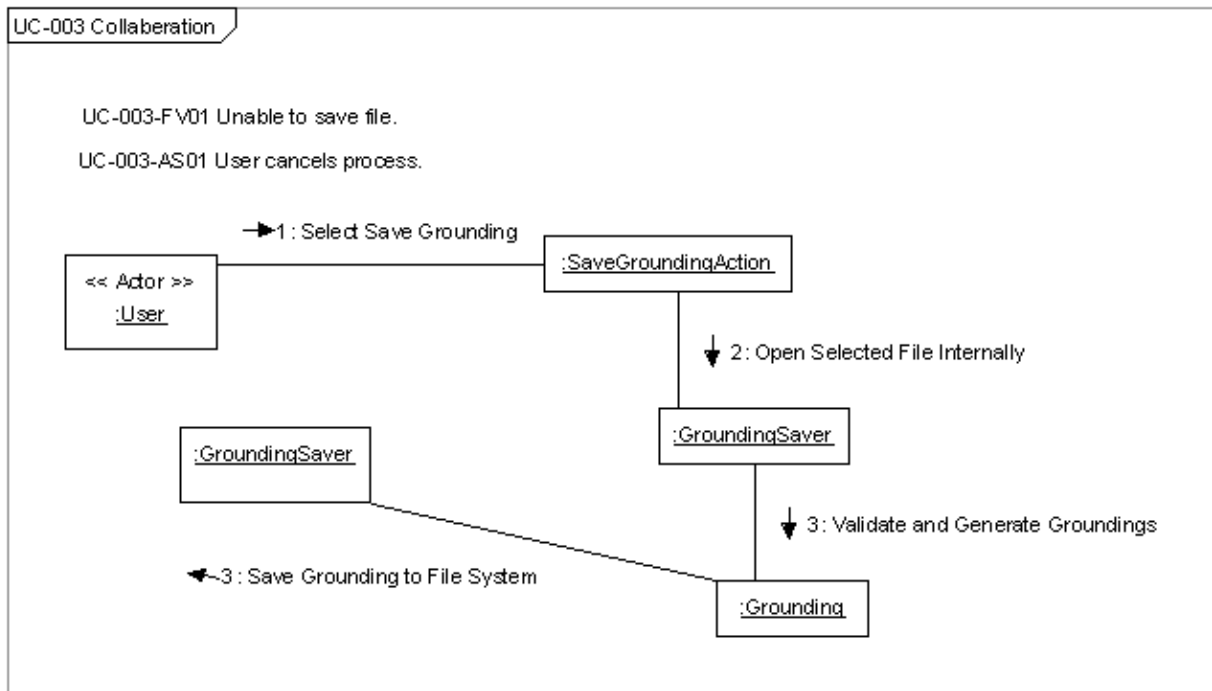 UC-003 Collaberation
UC-003-FV01 Unable to save file.
UC-003-AS01 User cancels process.
1: Select Save Grounding
<< Actor >>
:User
:SaveGroundingAction
2: Open Selected File Internally
:GroundingSaver
:GroundingSaver
3: Validate and Generate Groundings
3: Save Grounding to File System
:Grounding